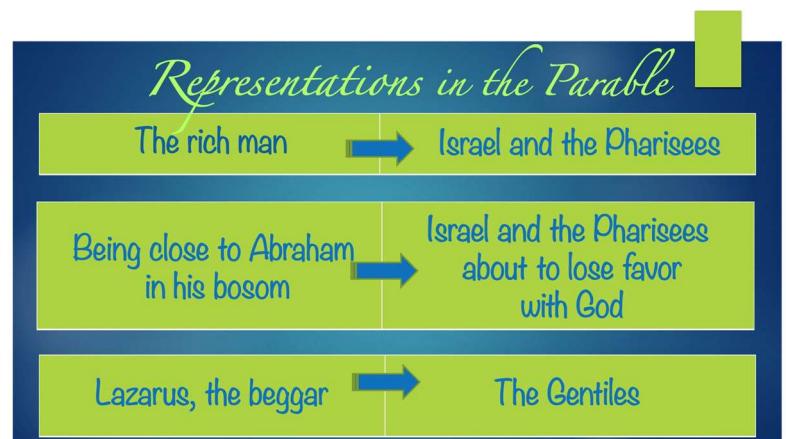 Representations in the Parable
The rich man
Israel and the Pharisees
Being close to Abraham
in his bosom
Israel and the Pharisees
about to lose favor
with God
Lazarus, the beggar
The Gentiles